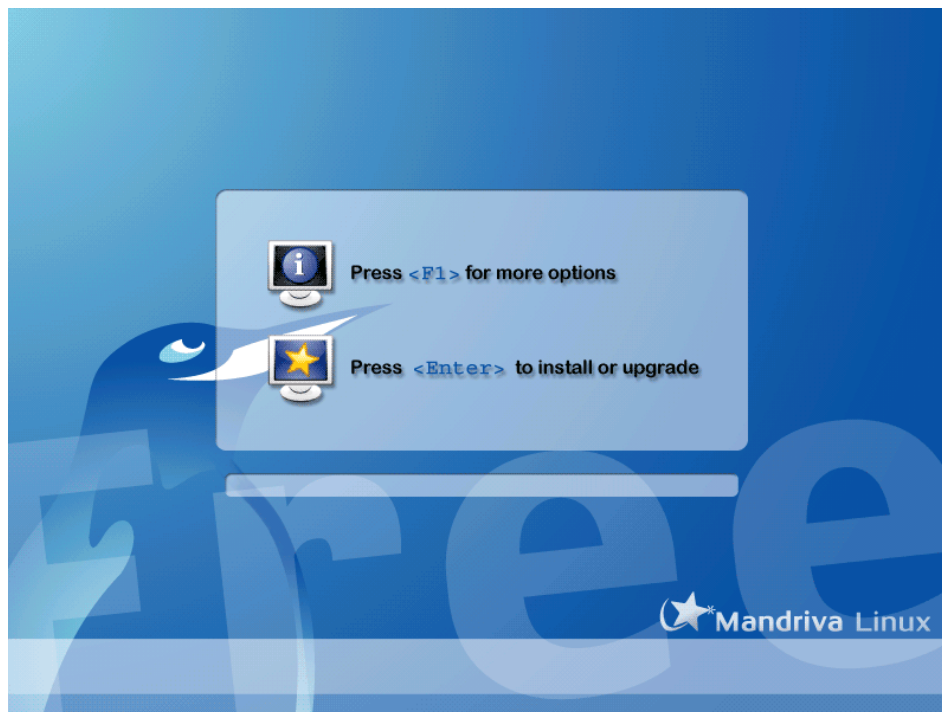 Press <F1> for more options
Press <Enter> to install or upgrade
Free
Mandriva Linux